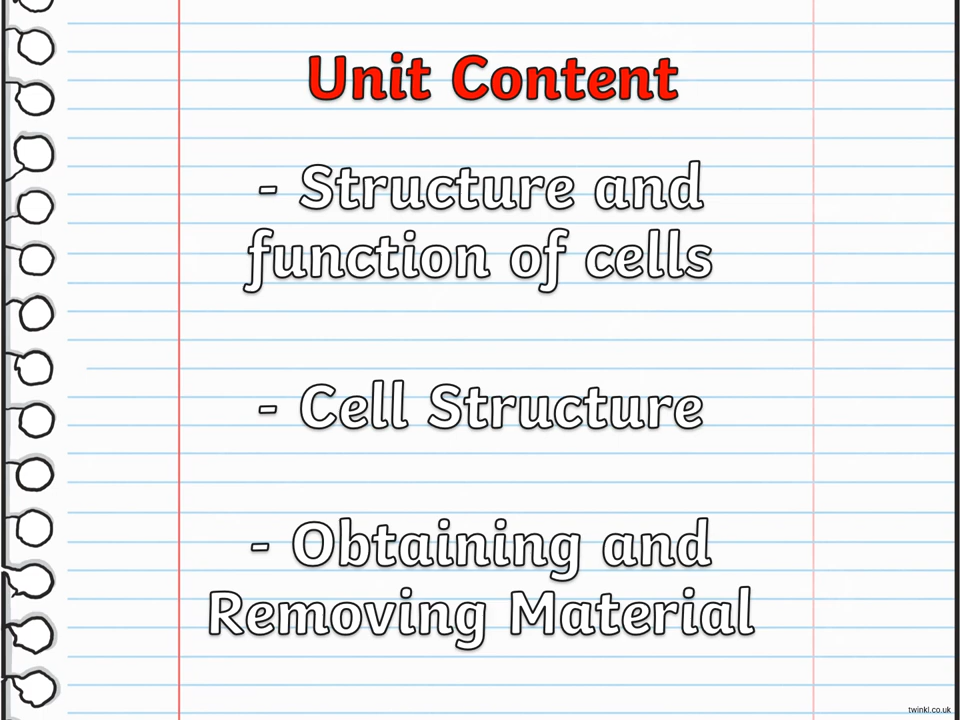 Unit Content
- Structure and
function of cells
- Cell Structure
- Obtaining and
Removing Material
twinkl.co.uk